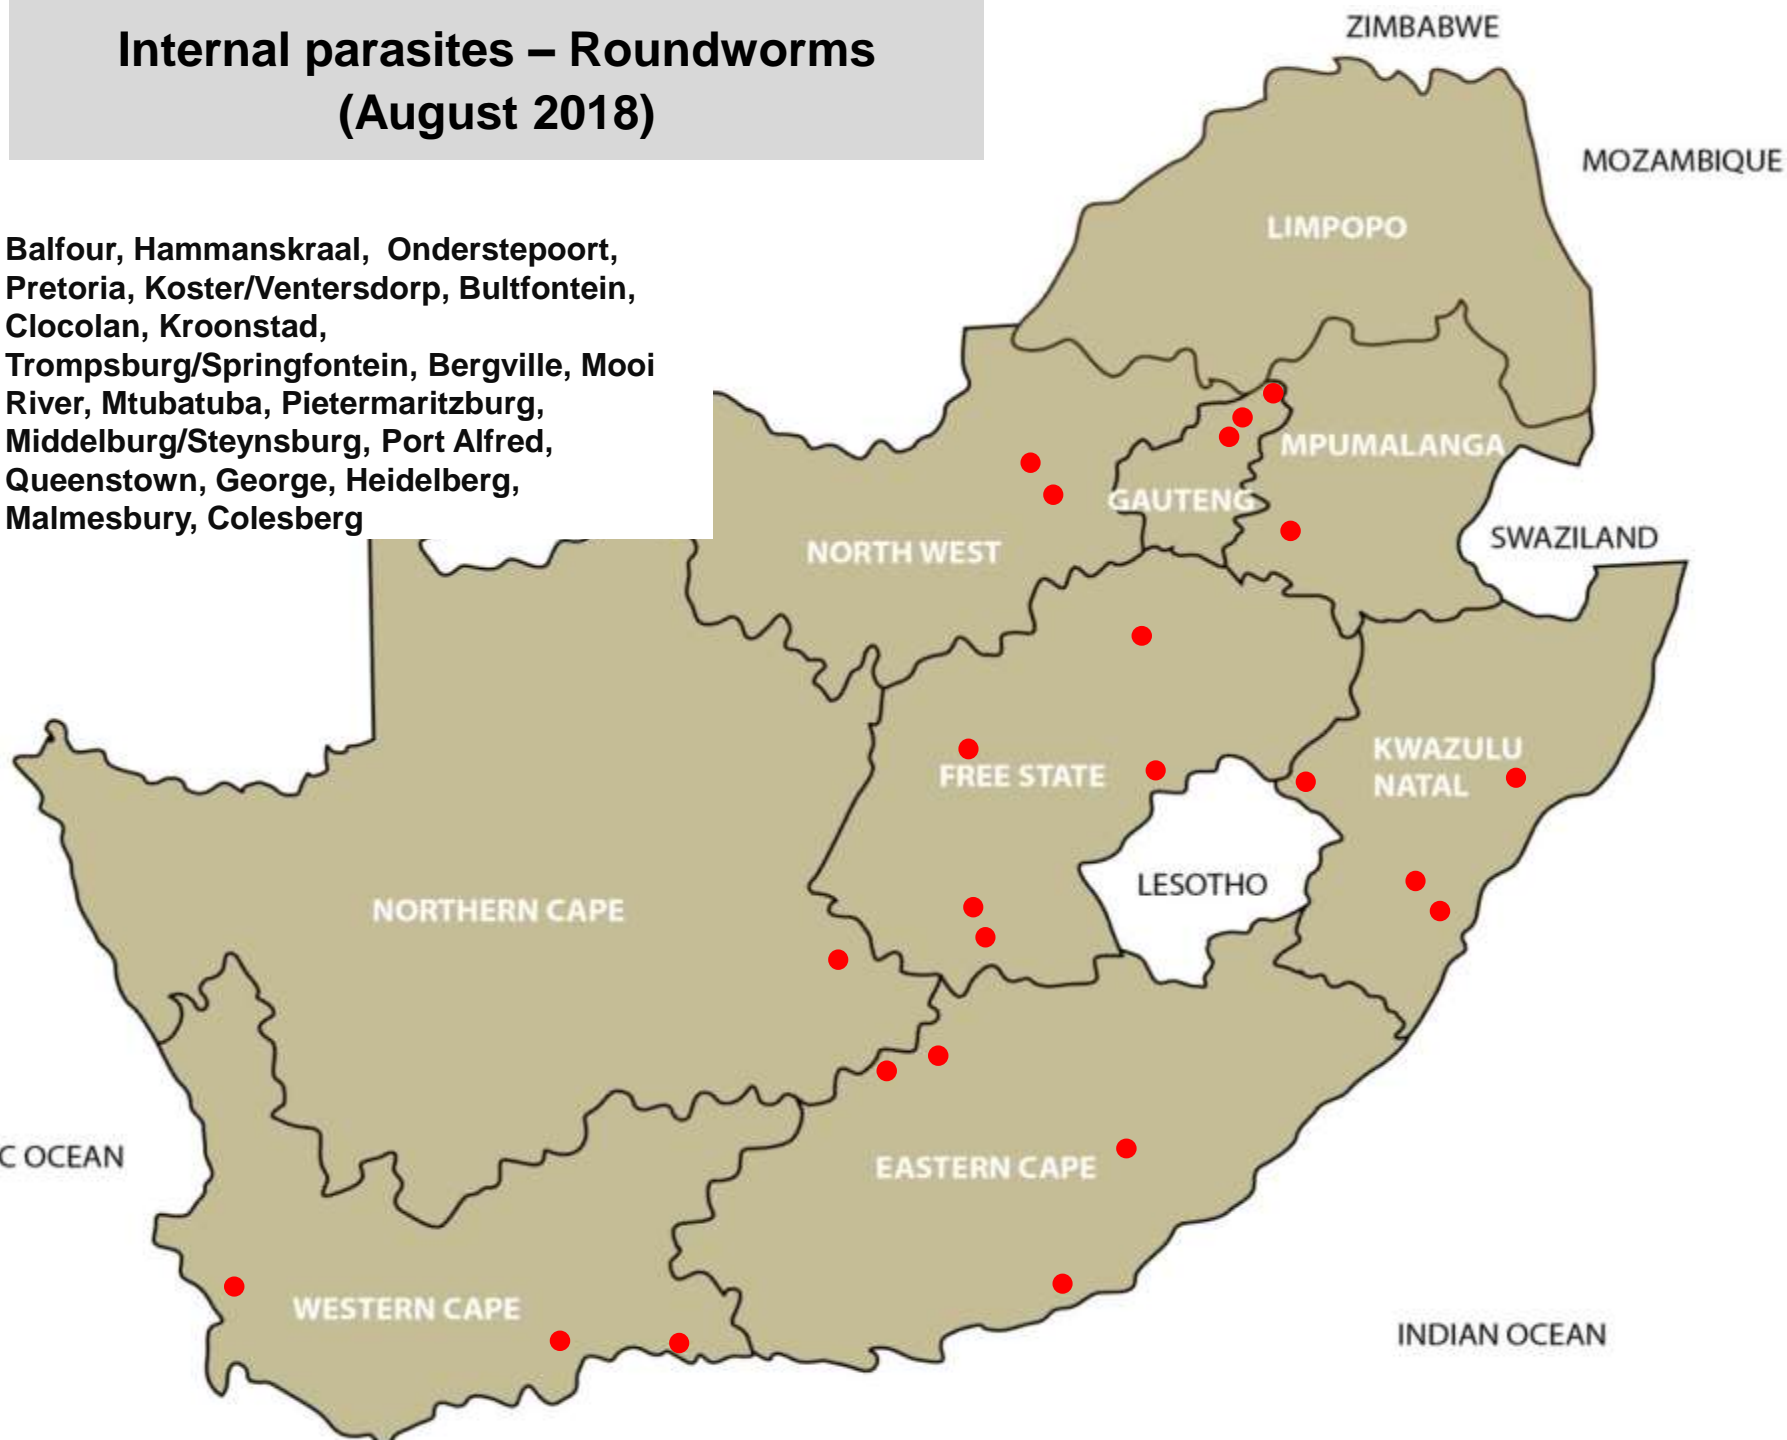 Internal parasites – Roundworms
(August 2018)
Balfour, Hammanskraal, Onderstepoort,
Pretoria, Koster/Ventersdorp, Bultfontein,
Clocolan, Kroonstad,
Trompsburg/Springfontein, Bergville, Mooi
River, Mtubatuba, Pietermaritzburg,
Middelburg/Steynsburg, Port Alfred,
Queenstown, George, Heidelberg,
Malmesbury, Colesberg
ZIMBABWE
MOZAMBIQUE
LIMPOPO
MPUMALANGA
GAUTENG
NORTH WEST
SWAZILAND
KWAZULU
NATAL
FREE STATE
LESOTHO
NORTHERN CAPE
C OCEAN
EASTERN CAPE
WESTERN CAPE
INDIAN OCEAN